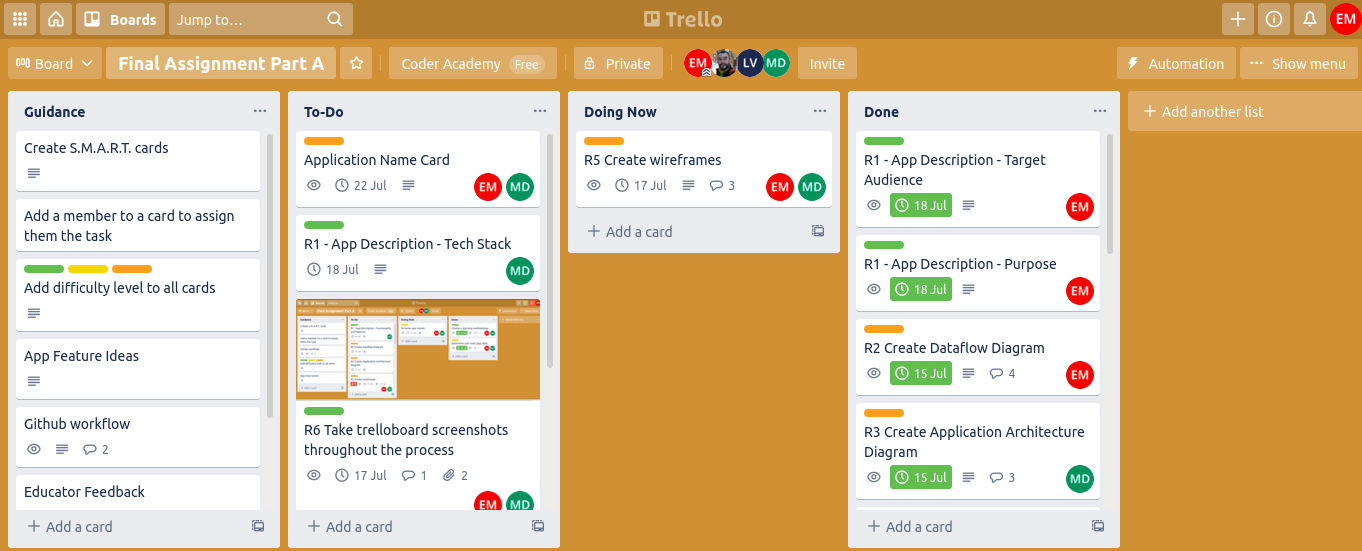 Boards
Jump to…
Trello
EM
Board
Final Assignment Part A
Coder Academy Free
Private
EM
LV
MD
Invite
Automation
Show menu
Guidance
Create S.M.A.R.T. cards
Add a member to a card to assign
them the task
Add difficulty level to all cards
App Feature Ideas
Github workflow
2
Educator Feedback
Add a card
To-Do
Application Name Card
22 Jul
EM
MD
R1 - App Description - Tech Stack
18 Jul
MD
R6 Take trelloboard screenshots
throughout the process
17 Jul
1
2
EM
MD
Add a card
Doing Now
R5 Create wireframes
17 Jul
3
EM
MD
Add a card
Done
R1 - App Description - Target
Audience
18 Jul
EM
R1 - App Description - Purpose
18 Jul
EM
R2 Create Dataflow Diagram
15 Jul
4
EM
R3 Create Application Architecture
Diagram
15 Jul
3
MD
Add a card
Add another list